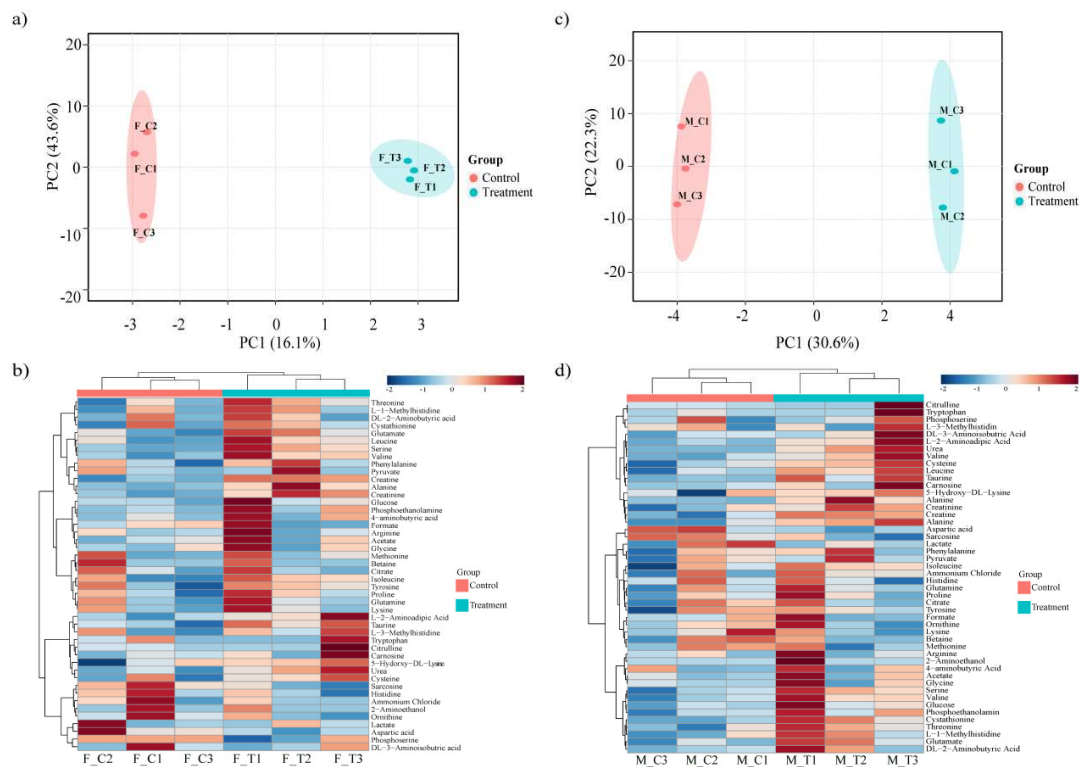 a)
20
10
0
-10
-20
PC2 (43.6%)
F_C2
F_C1
F_C3
F_T3
F_T2
F_T1
-3
-2
-1
0
1
2
3
PC1 (16.1%)
Group
Control
Treatment
c)
20
10
0
-10
-20
PC2 (22.3%)
M_C1
M_C2
M_C3
M_C3
M_C1
M_C2
-4
-2
0
2
4
PC1 (30.6%)
Group
Control
Treatment
b)
-2 -1 0 1 2
Threonine
L-1-Methylhistidine
DL-2-Aminobutyric acid
Cystathionine
Glutamate
Leucine
Serine
Valine
Phenylalanine
Pyruvate
Creatine
Alanine
Creatinine
Glucose
Phosphoethanolamine
4-aminobutyric acid
Formate
Arginine
Acetate
Glycine
Methionine
Betaine
Citrate
Isoleucine
Tyrosine
Proline
Glutamine
Lysine
L-2-Aminoadipic Acid
Taurine
L-3-Methylhistidine
Tryptophan
Citrulline
Carnosine
5-Hydorxy-DL-Lysine
Urea
Cysteine
Sarcosine
Histidine
Ammonium Chloride
2-Aminoethanol
Ornithine
Lactate
Aspartic acid
Phosphoserine
DL-3-Aminoisobutric acid
F_C2 F_C1 F_C3 F_T1 F_T2 F_T3
Group
Control
Treatment
d)
-2 -1 0 1 2
Citrulline
Tryptophan
Phosphoserine
L-3-Methylhistidin
DL-3-Aminoisobutric Acid
L-2-Aminoadipic Acid
Urea
Valine
Cysteine
Leucine
Taurine
Carnosine
5-Hydroxy-DL-Lysine
Alanine
Creatinine
Creatine
Alanine
Aspartic acid
Sarcosine
Lactate
Phenylalanine
Pyruvate
Isoleucine
Ammonium Chloride
Histidine
Glutamine
Proline
Citrate
Tyrosine
Formate
Ornithine
Lysine
Betaine
Methionine
Arginine
2-Aminoethanol
4-aminobutyric Acid
Acetate
Glycine
Serine
Valine
Glucose
Phosphoethanolamin
Cystathionine
Threonine
L-1-Methylhistidine
Glutamate
DL-2-Aminobutyric Acid
M_C3 M_C2 M_C1 M_T1 M_T2 M_T3
Group
Control
Treatment